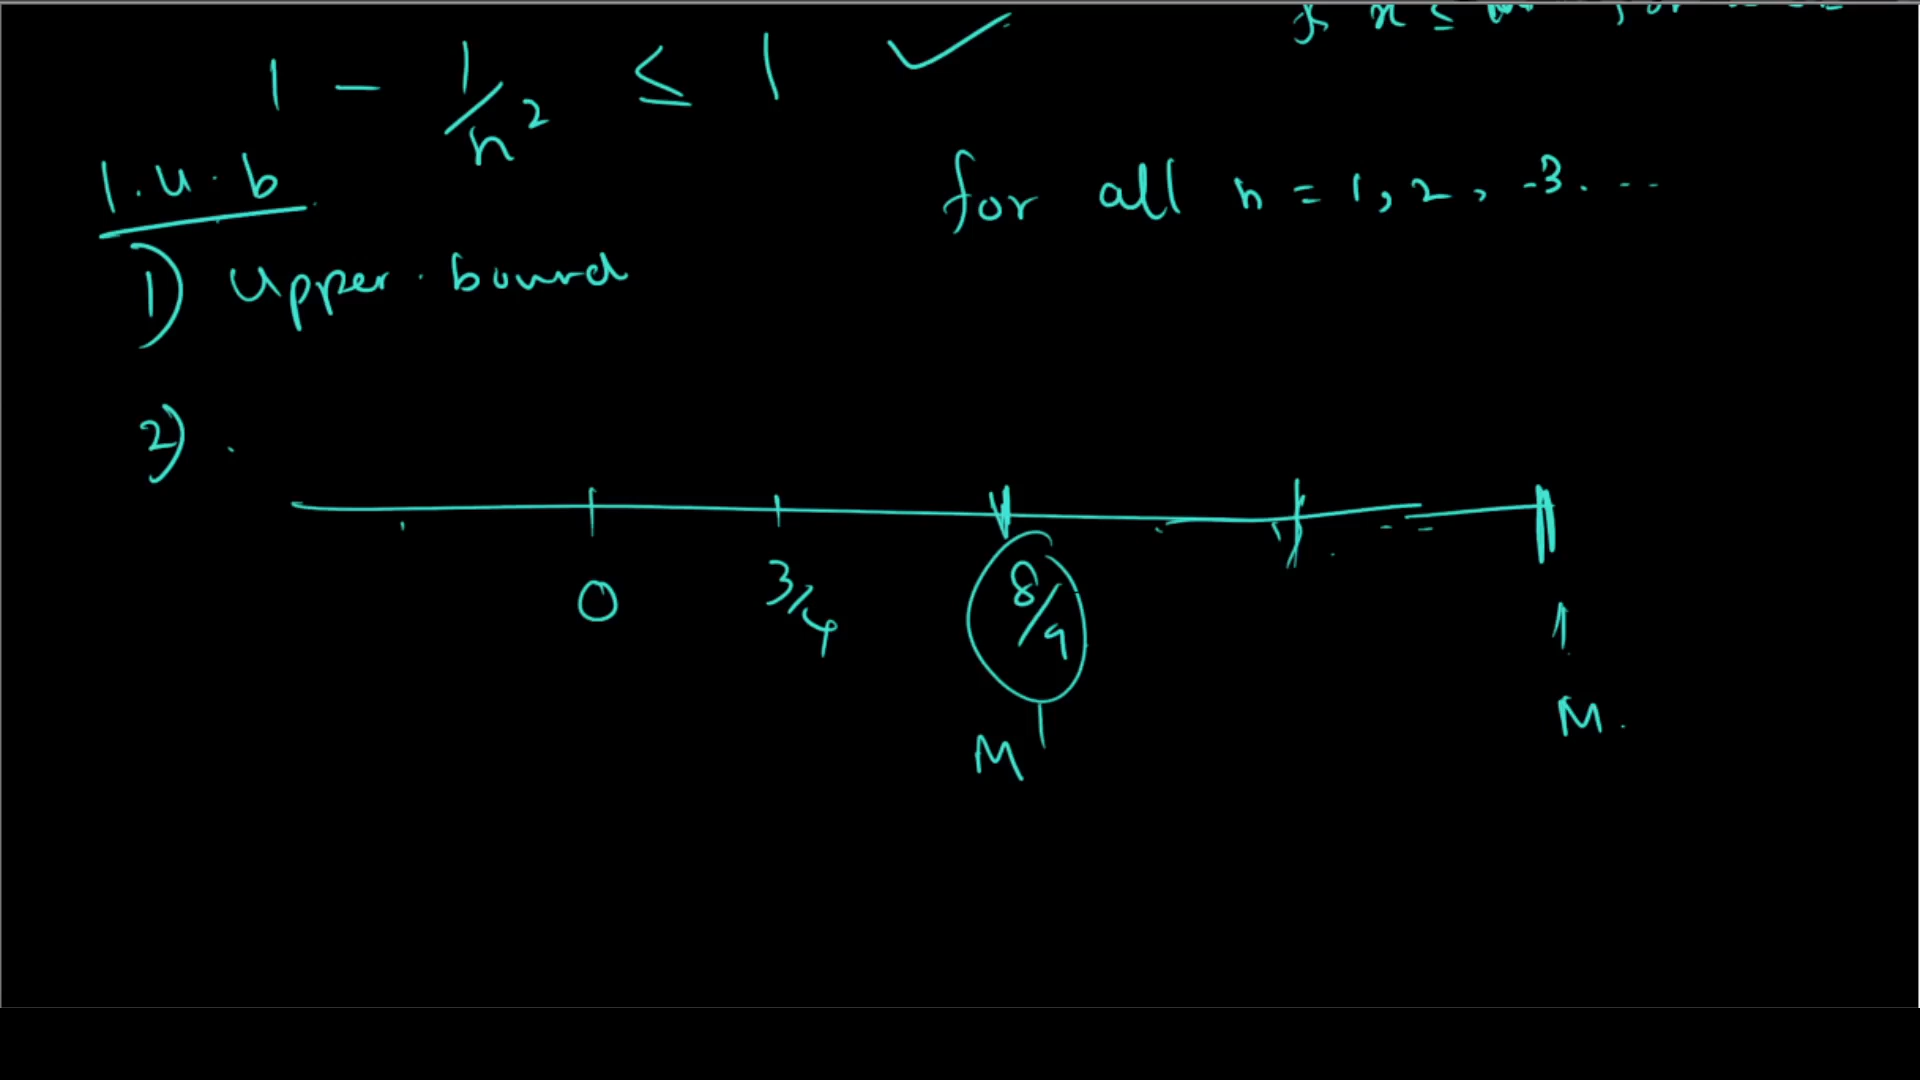 x ≤
1 - 1/n² ≤ 1 ✓
l.u.b
for all n = 1, 2, 3. ---
1) Upper bound
2) .
0 3/4 8/9 1
M' M.